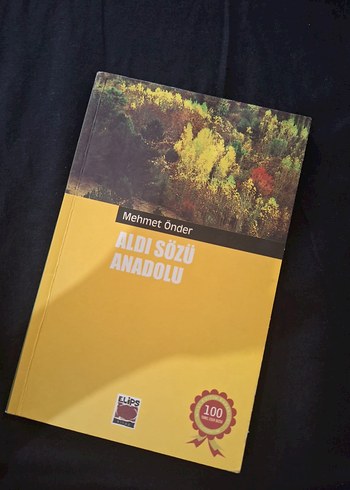 Mehmet Önder
ALDI SÖZÜ
ANADOLU
ELİPS
100